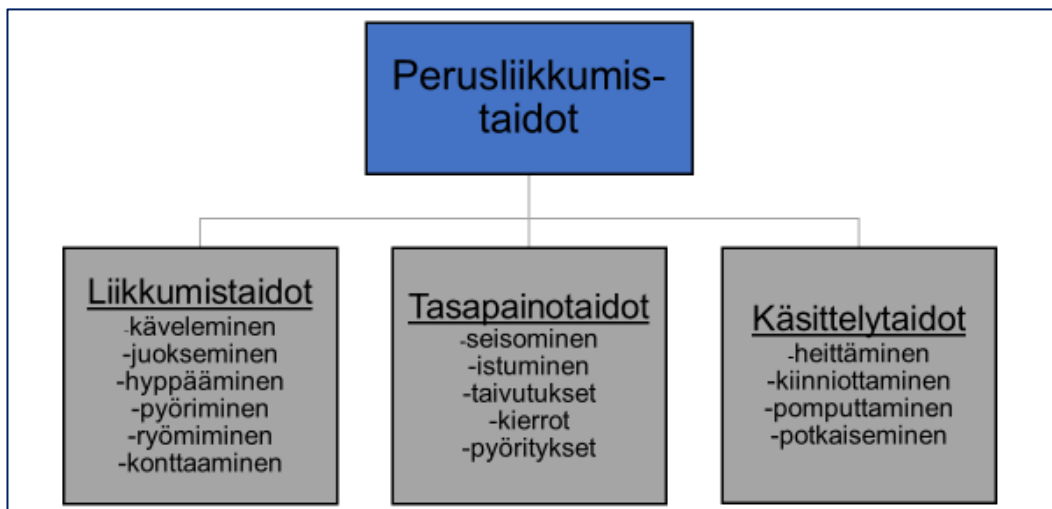 Perusliikkumis-
taidot
Liikkumistaidot
-käveleminen
-juokseminen
-hyppääminen
-pyöriminen
-ryömiminen
-konttaaminen
Tasapainotaidot
-seisominen
-istuminen
-taivutukset
-kierrot
-pyöritykset
Käsittelytaidot
-heittäminen
-kiinniottaminen
-pomputtaminen
-potkaiseminen